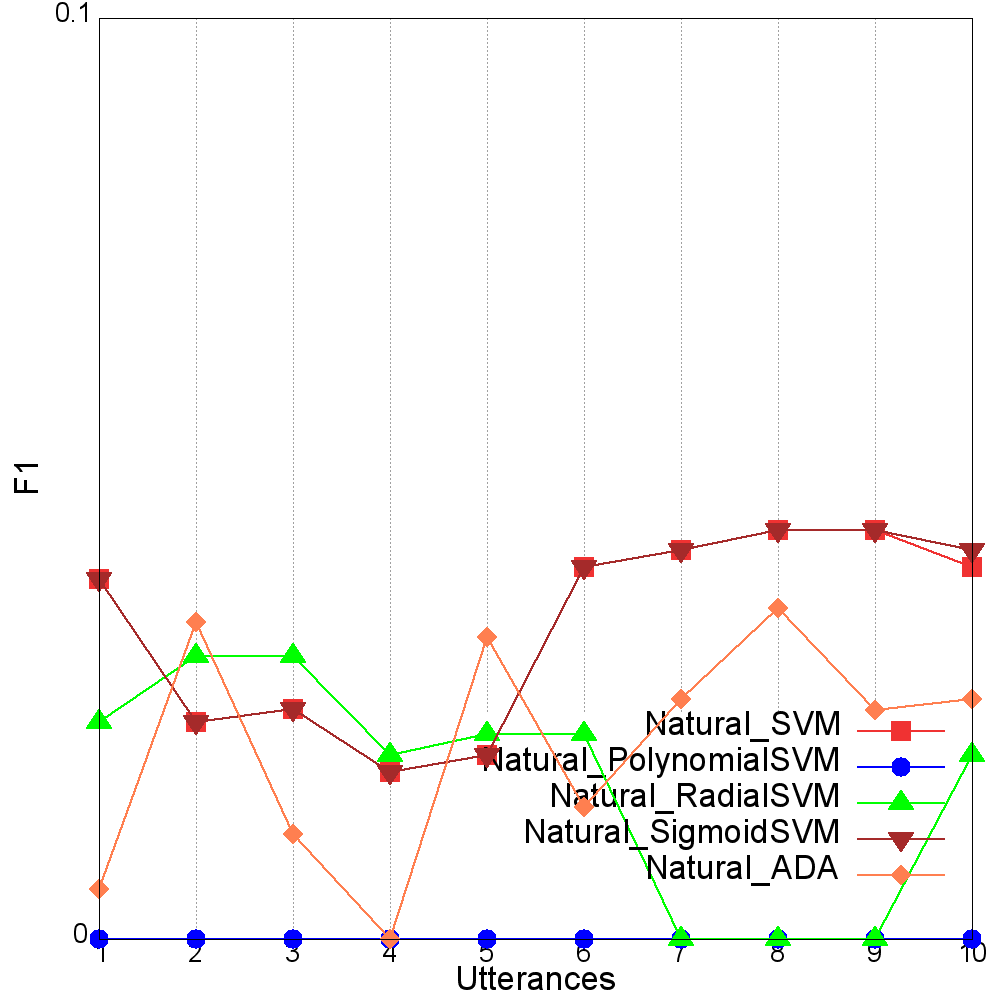 0.1
F1
Natural_SVM
Natural_PolynomialSVM
Natural_RadialSVM
Natural_SigmoidSVM
Natural_ADA
0
1 2 3 4 5 6 7 8 9 10
Utterances